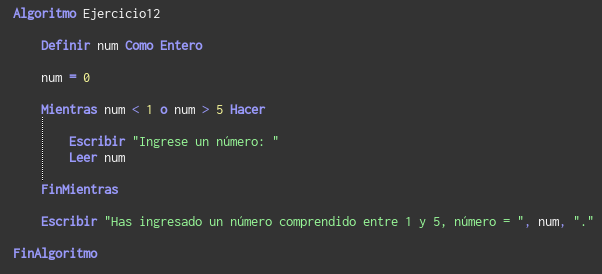 Algoritmo Ejercicio12
Definir num Como Entero
num = 0
Mientras num < 1 o num > 5 Hacer
Escribir "Ingrese un número: "
Leer num
FinMientras
Escribir "Has ingresado un número comprendido entre 1 y 5, número = ", num, "."
FinAlgoritmo